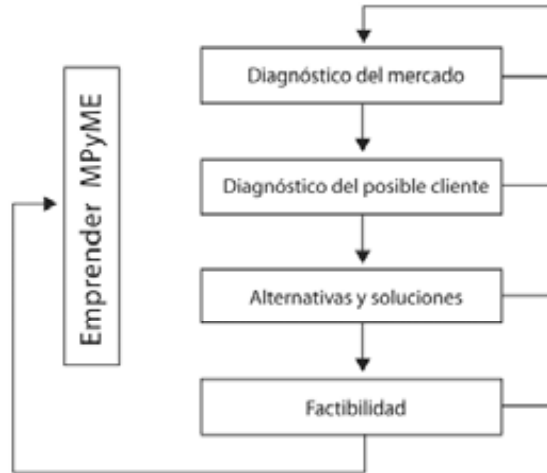 Diagnóstico del mercado
Emprender MPyME
Diagnóstico del posible cliente
Alternativas y soluciones
Factibilidad